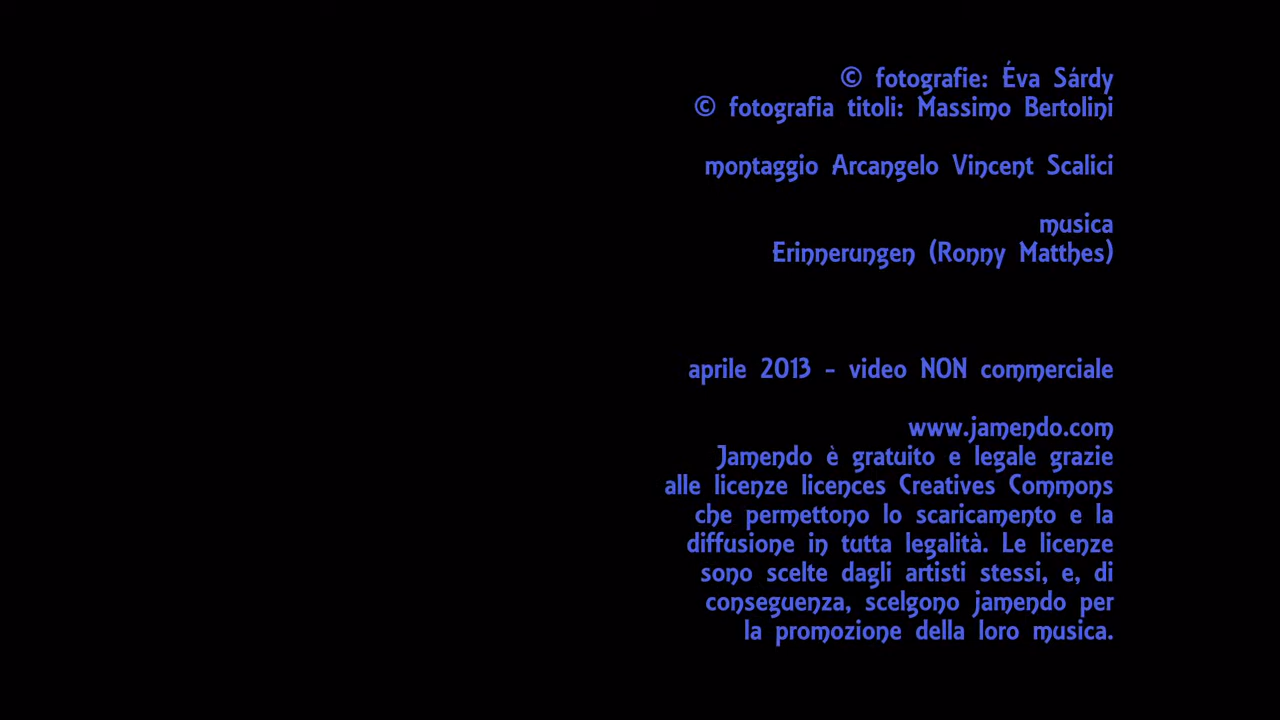 © fotografie: Éva Sárdy
© fotografia titoli: Massimo Bertolini
montaggio Arcangelo Vincent Scalici
musica
Erinnerungen (Ronny Matthes)
aprile 2013 - video NON commerciale
www.jamendo.com
Jamendo è gratuito e legale grazie
alle licenze licences Creatives Commons
che permettono lo scaricamento e la
diffusione in tutta legalità. Le licenze
sono scelte dagli artisti stessi, e, di
conseguenza, scelgono jamendo per
la promozione della loro musica.